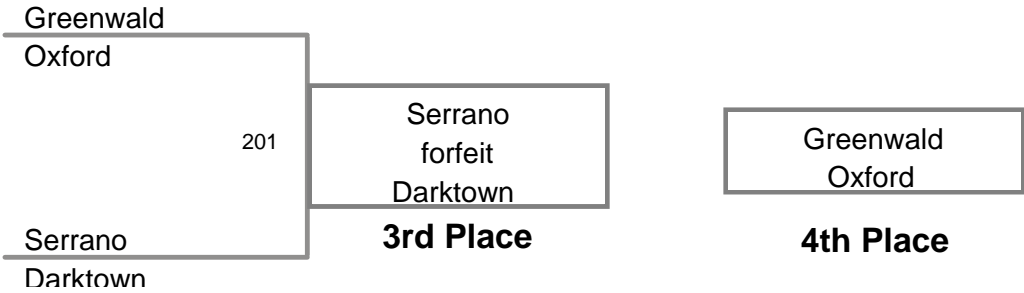 Greenwald
Oxford
201
Serrano
Darktown
Serrano
forfeit
Darktown
3rd Place
Greenwald
Oxford
4th Place